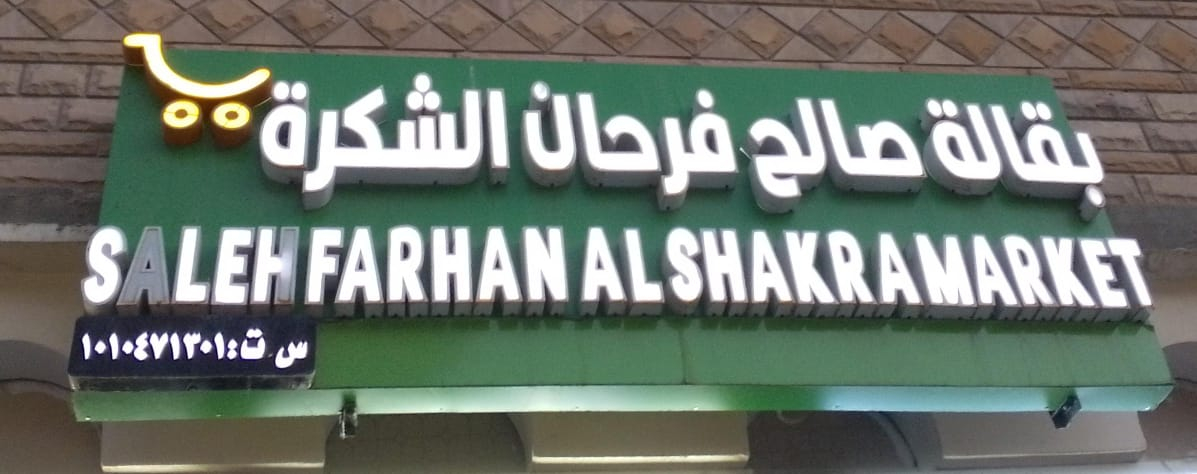 بقالة صالح فرحان الشكرة
SALEH FARHAN AL SHAKRA MARKET
س ت: ١٠١٠٤٧١٣٠١